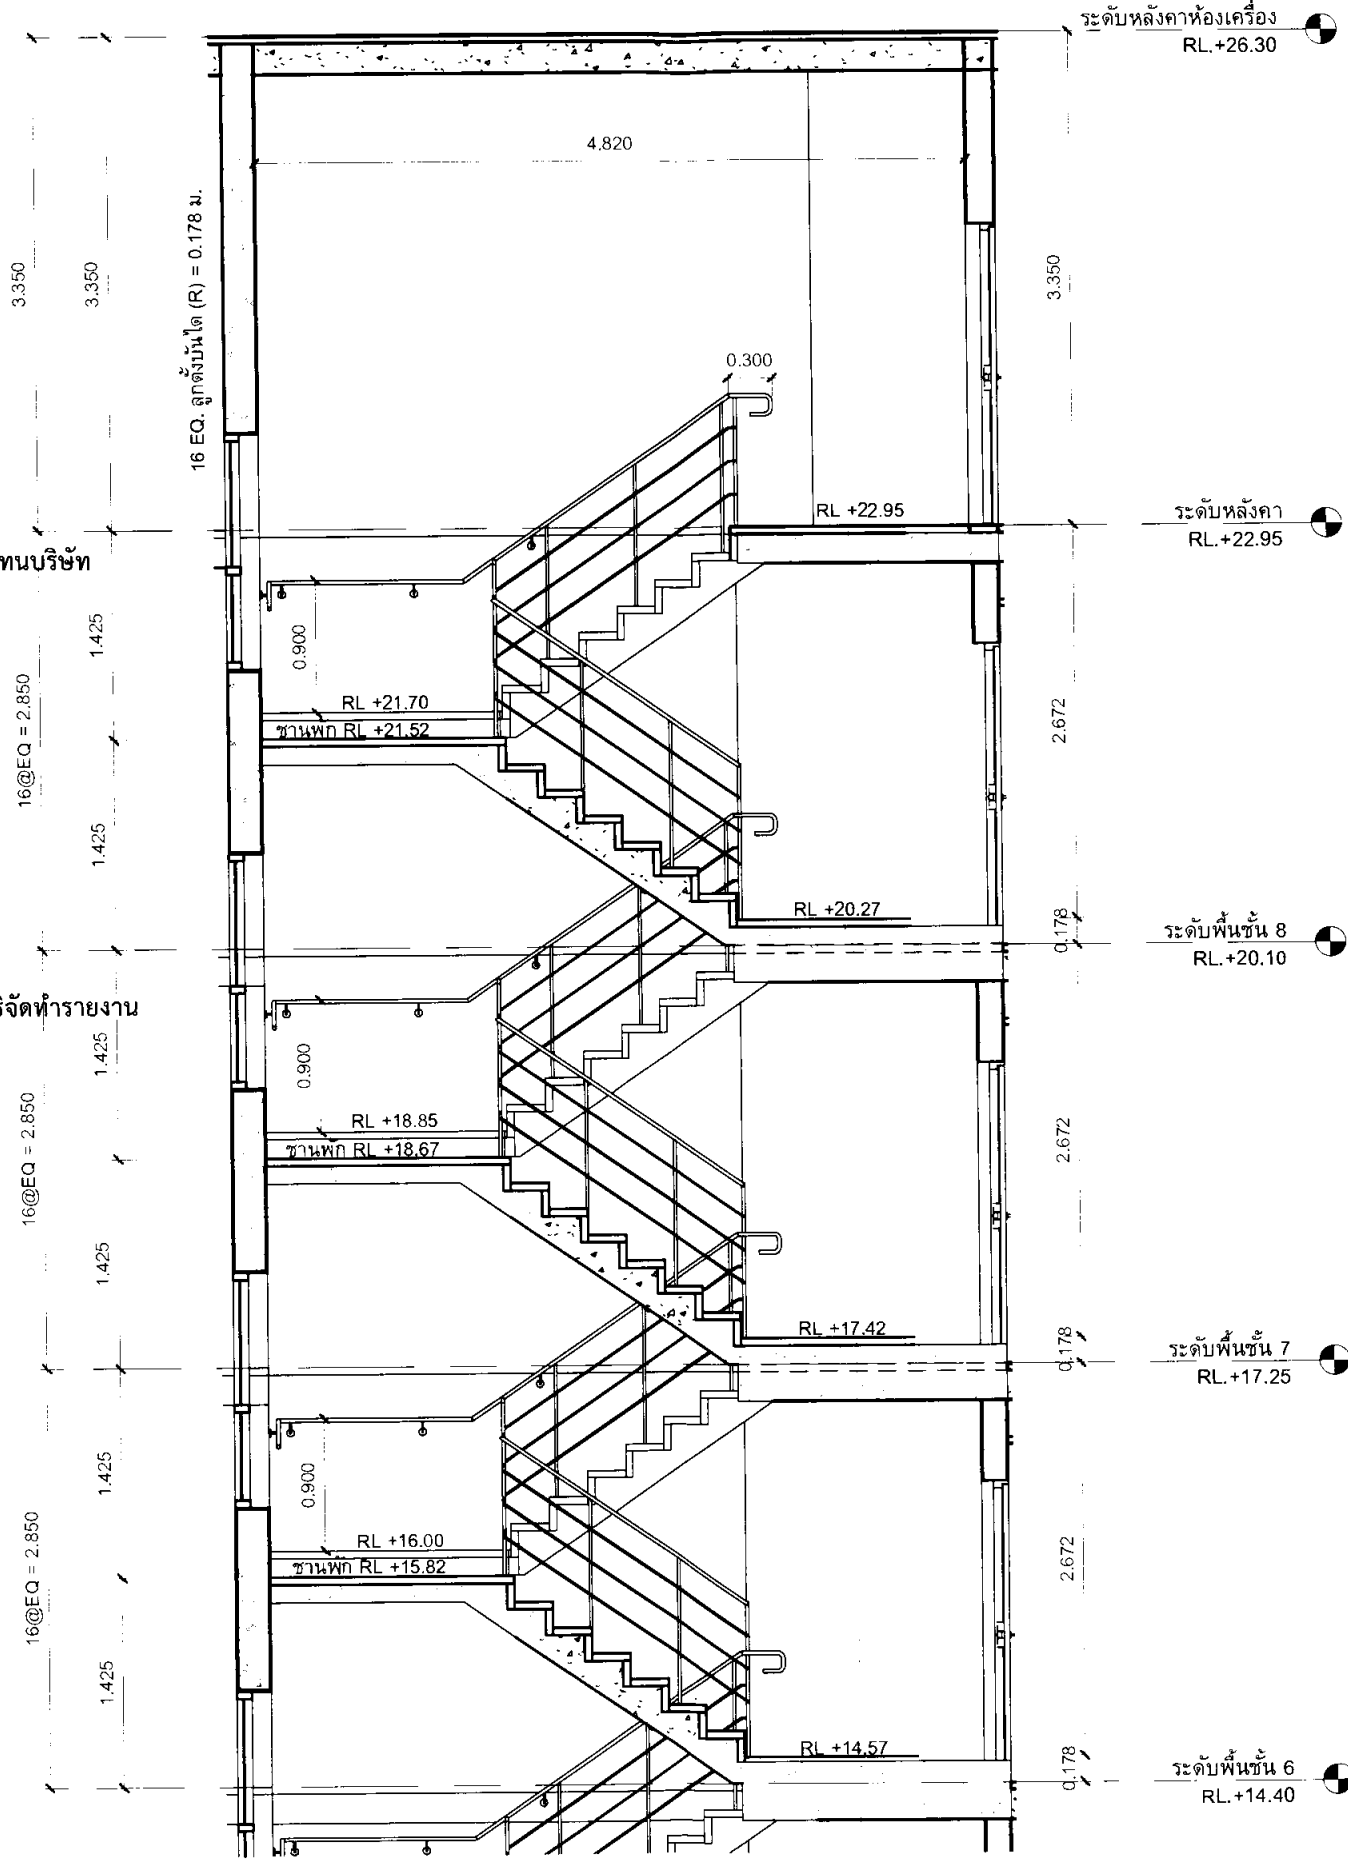 ระดับหลังคาห้องเครื่อง
RL.+26.30
4.820
16 EQ. ลูกตั้งบันได (R) = 0.178 ม.
3.350
3.350
3.350
0.300
RL +22.95
ระดับหลังคา
RL.+22.95
ทนบริษัท
1.425
0.900
16@EQ = 2.850
RL +21.70
ชานพัก RL +21.52
2.672
1.425
RL +20.27
0.178
ระดับพื้นชั้น 8
RL.+20.10
จัดทำรายงาน
1.425
0.900
16@EQ = 2.850
RL +18.85
ชานพัก RL +18.67
2.672
1.425
RL +17.42
0.178
ระดับพื้นชั้น 7
RL.+17.25
1.425
0.900
16@EQ = 2.850
RL +16.00
ชานพัก RL +15.82
2.672
1.425
RL +14.57
0.178
ระดับพื้นชั้น 6
RL.+14.40